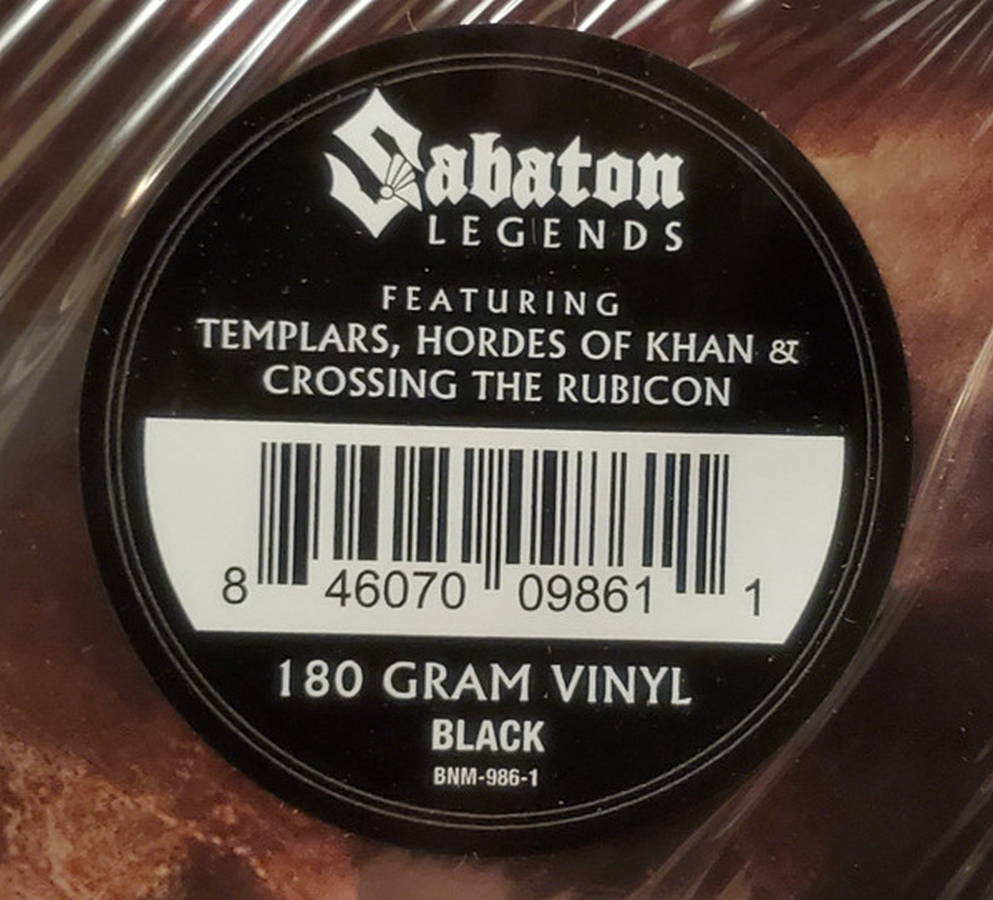 Sabaton
LEGENDS
FEATURING
TEMPLARS, HORDES OF KHAN &
CROSSING THE RUBICON
8 46070 09861 1
180 GRAM VINYL
BLACK
BNM-986-1